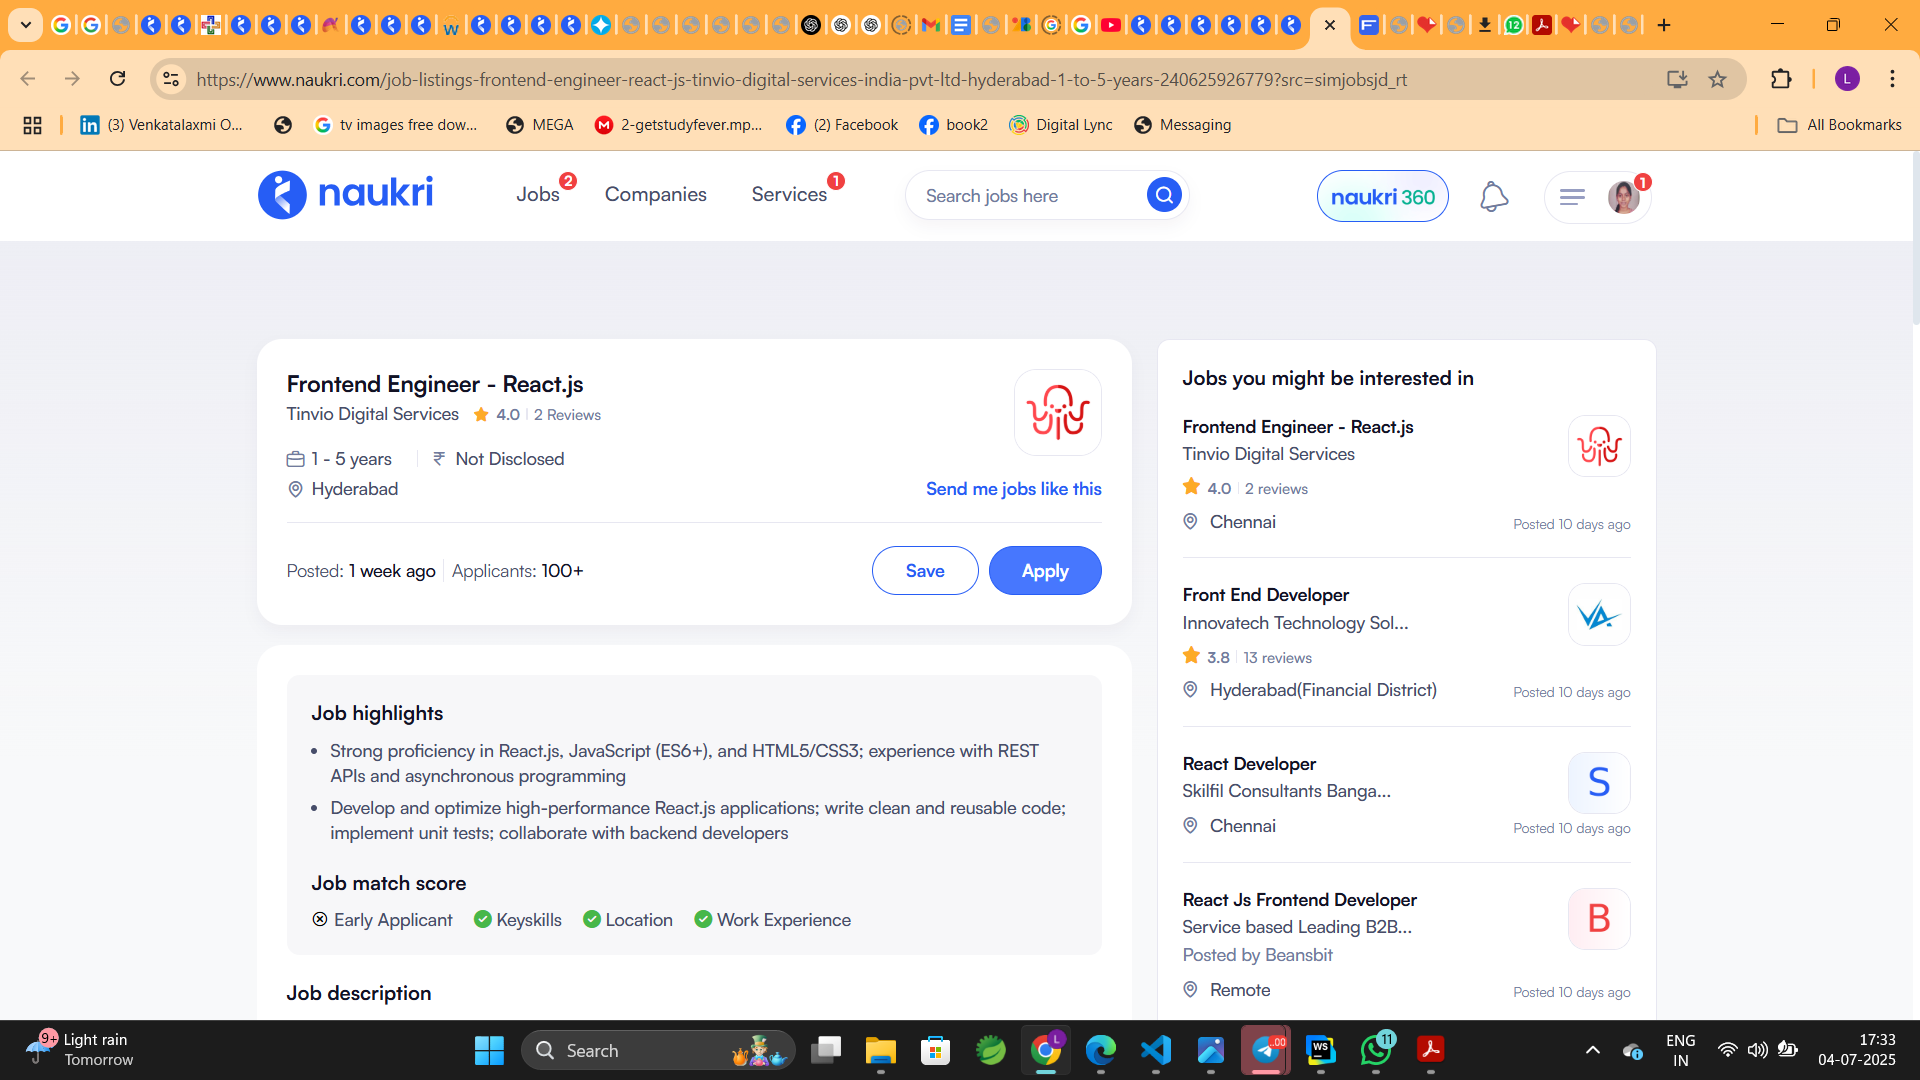 https://www.naukri.com/job-listings-frontend-engineer-react-js-tinvio-digital-services-india-pvt-ltd-hyderabad-1-to-5-years-240625926779?src=simjobsjd_rt
L
(3) Venkatalaxmi O...
tv images free dow...
MEGA
2-getstudyfever.mp...
(2) Facebook
book2
Digital Lync
Messaging
All Bookmarks
naukri
Jobs 2
Companies
Services 1
Search jobs here
naukri 360
1
Frontend Engineer - React.js
Tinvio Digital Services 4.0 2 Reviews
1 - 5 years ₹ Not Disclosed
Hyderabad
Send me jobs like this
Posted: 1 week ago Applicants: 100+
Save
Apply
Job highlights
• Strong proficiency in React.js, JavaScript (ES6+), and HTML5/CSS3; experience with REST
APIs and asynchronous programming
• Develop and optimize high-performance React.js applications; write clean and reusable code;
implement unit tests; collaborate with backend developers
Job match score
Early Applicant Keyskills Location Work Experience
Job description
Jobs you might be interested in
Frontend Engineer - React.js
Tinvio Digital Services
4.0 2 reviews
Chennai
Posted 10 days ago
Front End Developer
Innovatech Technology Sol...
3.8 13 reviews
Hyderabad(Financial District)
Posted 10 days ago
React Developer
Skilfil Consultants Banga...
S
Chennai
Posted 10 days ago
React Js Frontend Developer
Service based Leading B2B...
B
Posted by Beansbit
Remote
Posted 10 days ago
9+
Light rain
Tomorrow
Search
L
.00
WS
11
ENG
IN
17:33
04-07-2025